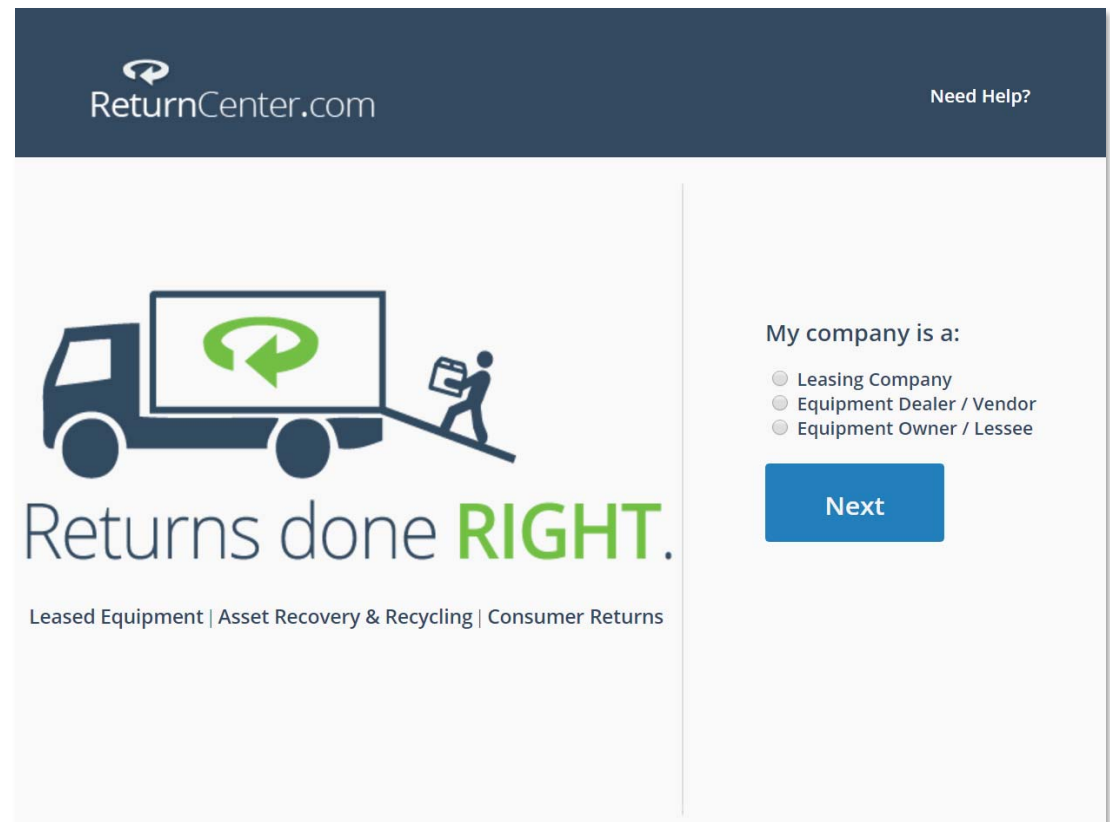 ReturnCenter.com
Need Help?
Returns done RIGHT.
Leased Equipment | Asset Recovery & Recycling | Consumer Returns
My company is a:
Leasing Company
Equipment Dealer / Vendor
Equipment Owner / Lessee
Next